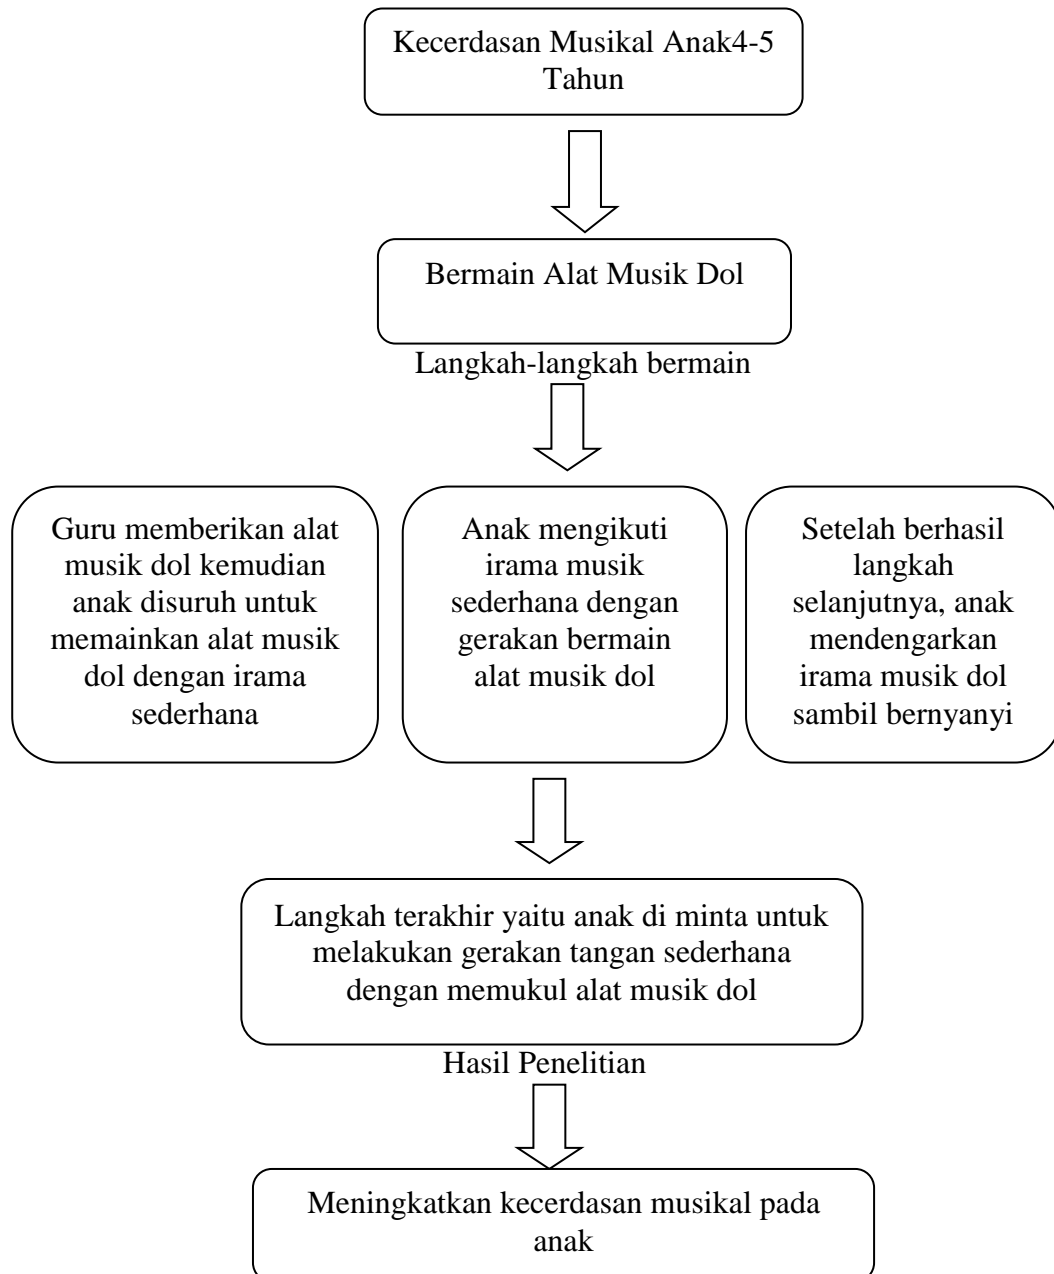 Kecerdasan Musikal Anak4-5
Tahun
Bermain Alat Musik Dol
Langkah-langkah bermain
Guru memberikan alat
musik dol kemudian
anak disuruh untuk
memainkan alat musik
dol dengan irama
sederhana
Anak mengikuti
irama musik
sederhana dengan
gerakan bermain
alat musik dol
Setelah berhasil
langkah
selanjutnya, anak
mendengarkan
irama musik dol
sambil bernyanyi
Langkah terakhir yaitu anak di minta untuk
melakukan gerakan tangan sederhana
dengan memukul alat musik dol
Hasil Penelitian
Meningkatkan kecerdasan musikal pada
anak